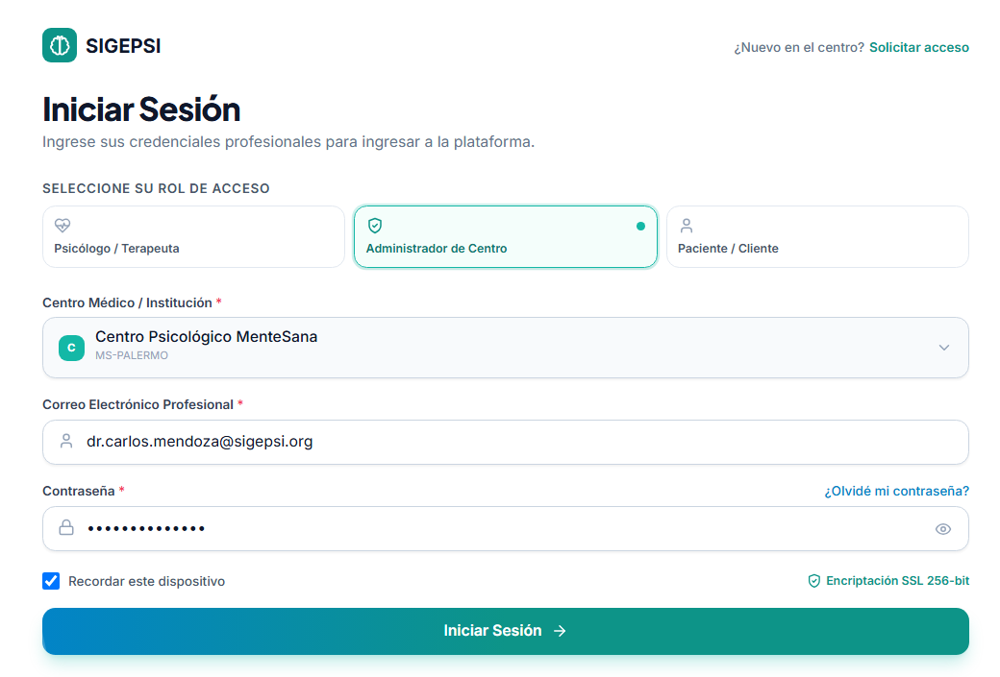 SIGEPSI
¿Nuevo en el centro? Solicitar acceso
Iniciar Sesión
Ingrese sus credenciales profesionales para ingresar a la plataforma.
SELECCIONE SU ROL DE ACCESO
Psicólogo / Terapeuta
Administrador de Centro
Paciente / Cliente
Centro Médico / Institución *
C
Centro Psicológico MenteSana
MS-PALERMO
Correo Electrónico Profesional *
dr.carlos.mendoza@sigepsi.org
Contraseña *
¿Olvidé mi contraseña?
••••••••••••••
Recordar este dispositivo
Encriptación SSL 256-bit
Iniciar Sesión →